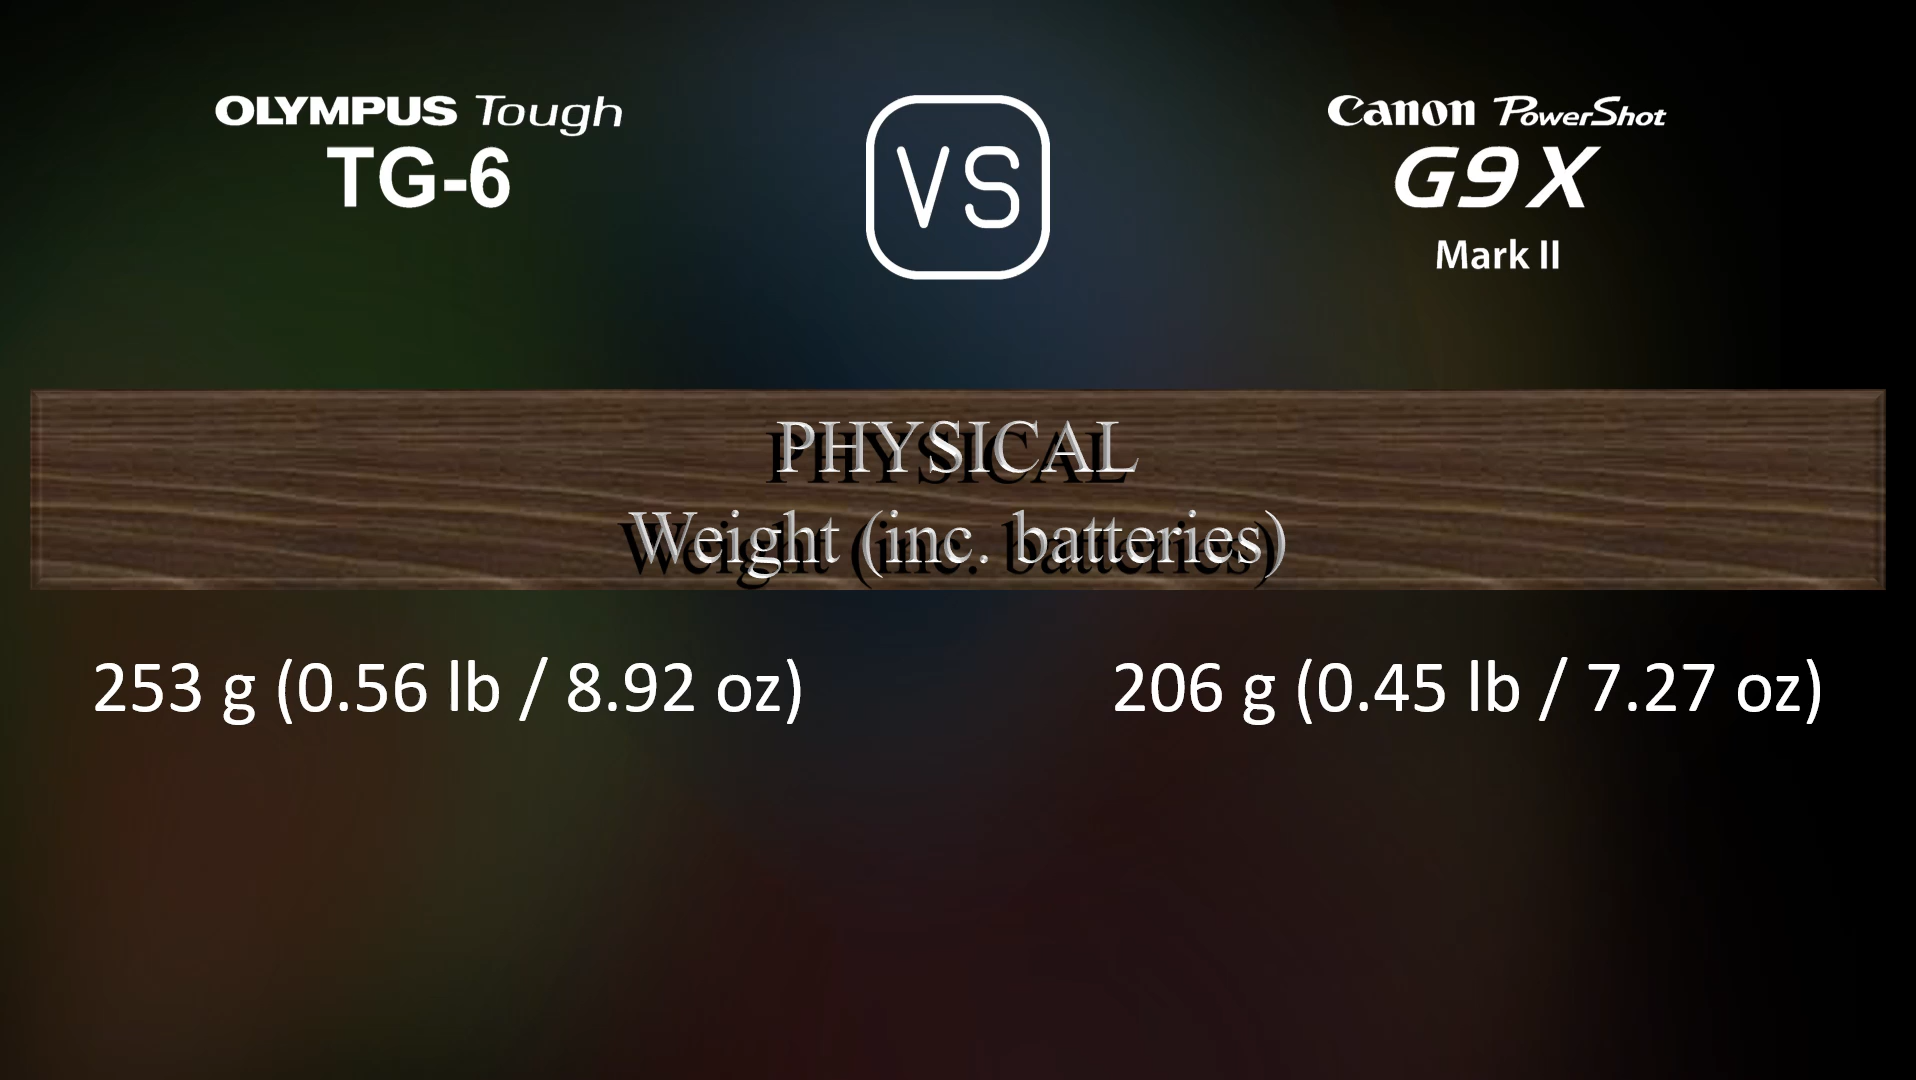 OLYMPUS Tough
TG-6
VS
Canon PowerShot
G9 X
Mark II
PHYSICAL
Weight (inc. batteries)
253 g (0.56 lb / 8.92 oz)
206 g (0.45 lb / 7.27 oz)